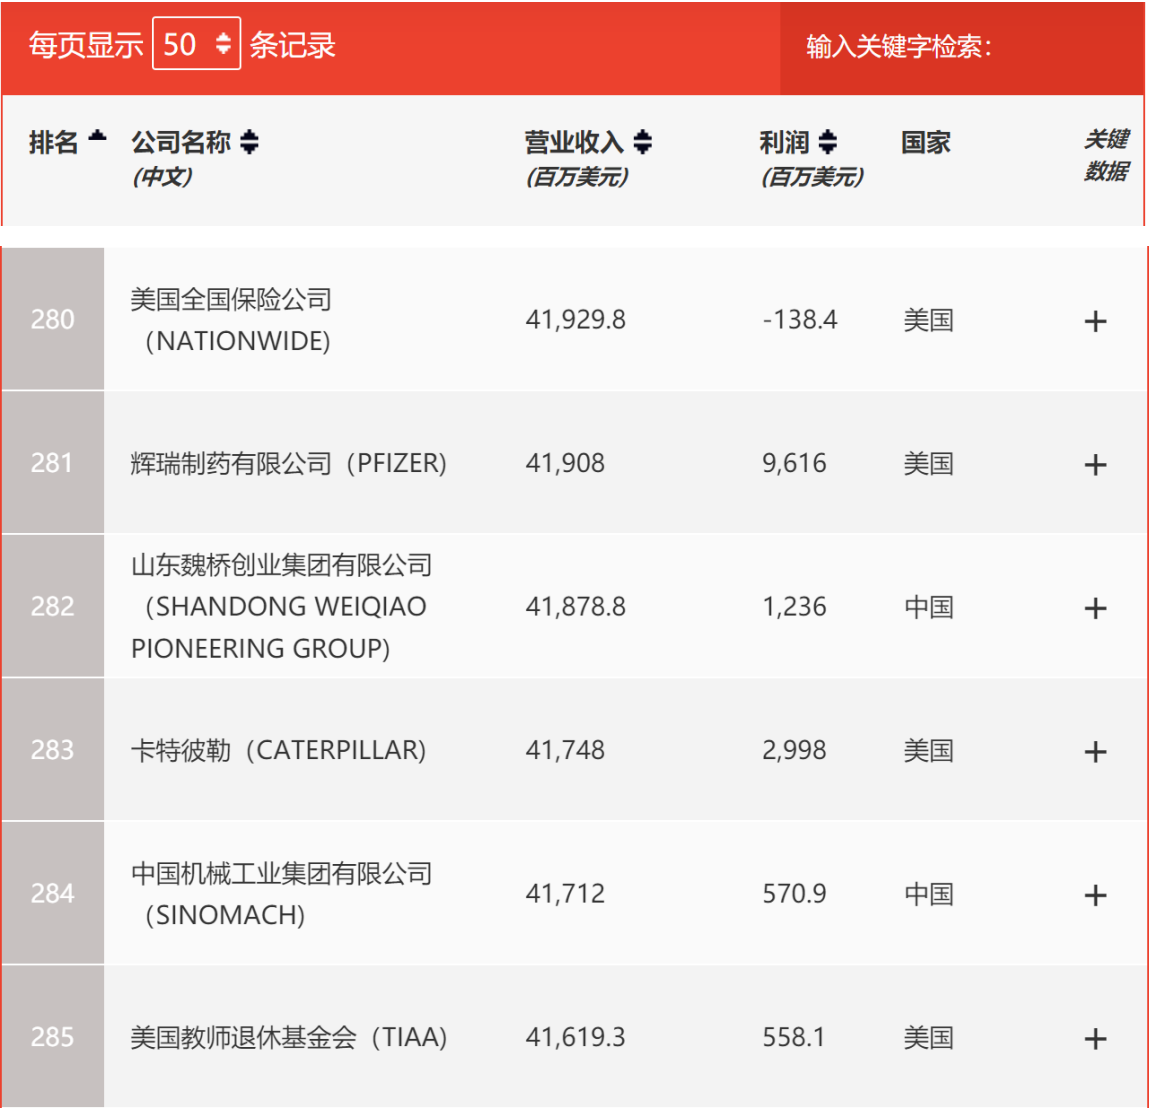 每页显示 50 条记录 输入关键字检索：
排名 公司名称 营业收入 利润 国家 关键
(中文) (百万美元) (百万美元) 数据
280 美国全国保险公司 41,929.8 -138.4 美国 +
（NATIONWIDE)
281 辉瑞制药有限公司（PFIZER) 41,908 9,616 美国 +
山东魏桥创业集团有限公司
282 （SHANDONG WEIQIAO 41,878.8 1,236 中国 +
PIONEERING GROUP)
283 卡特彼勒（CATERPILLAR) 41,748 2,998 美国 +
284 中国机械工业集团有限公司 41,712 570.9 中国 +
（SINOMACH)
285 美国教师退休基金会（TIAA) 41,619.3 558.1 美国 +